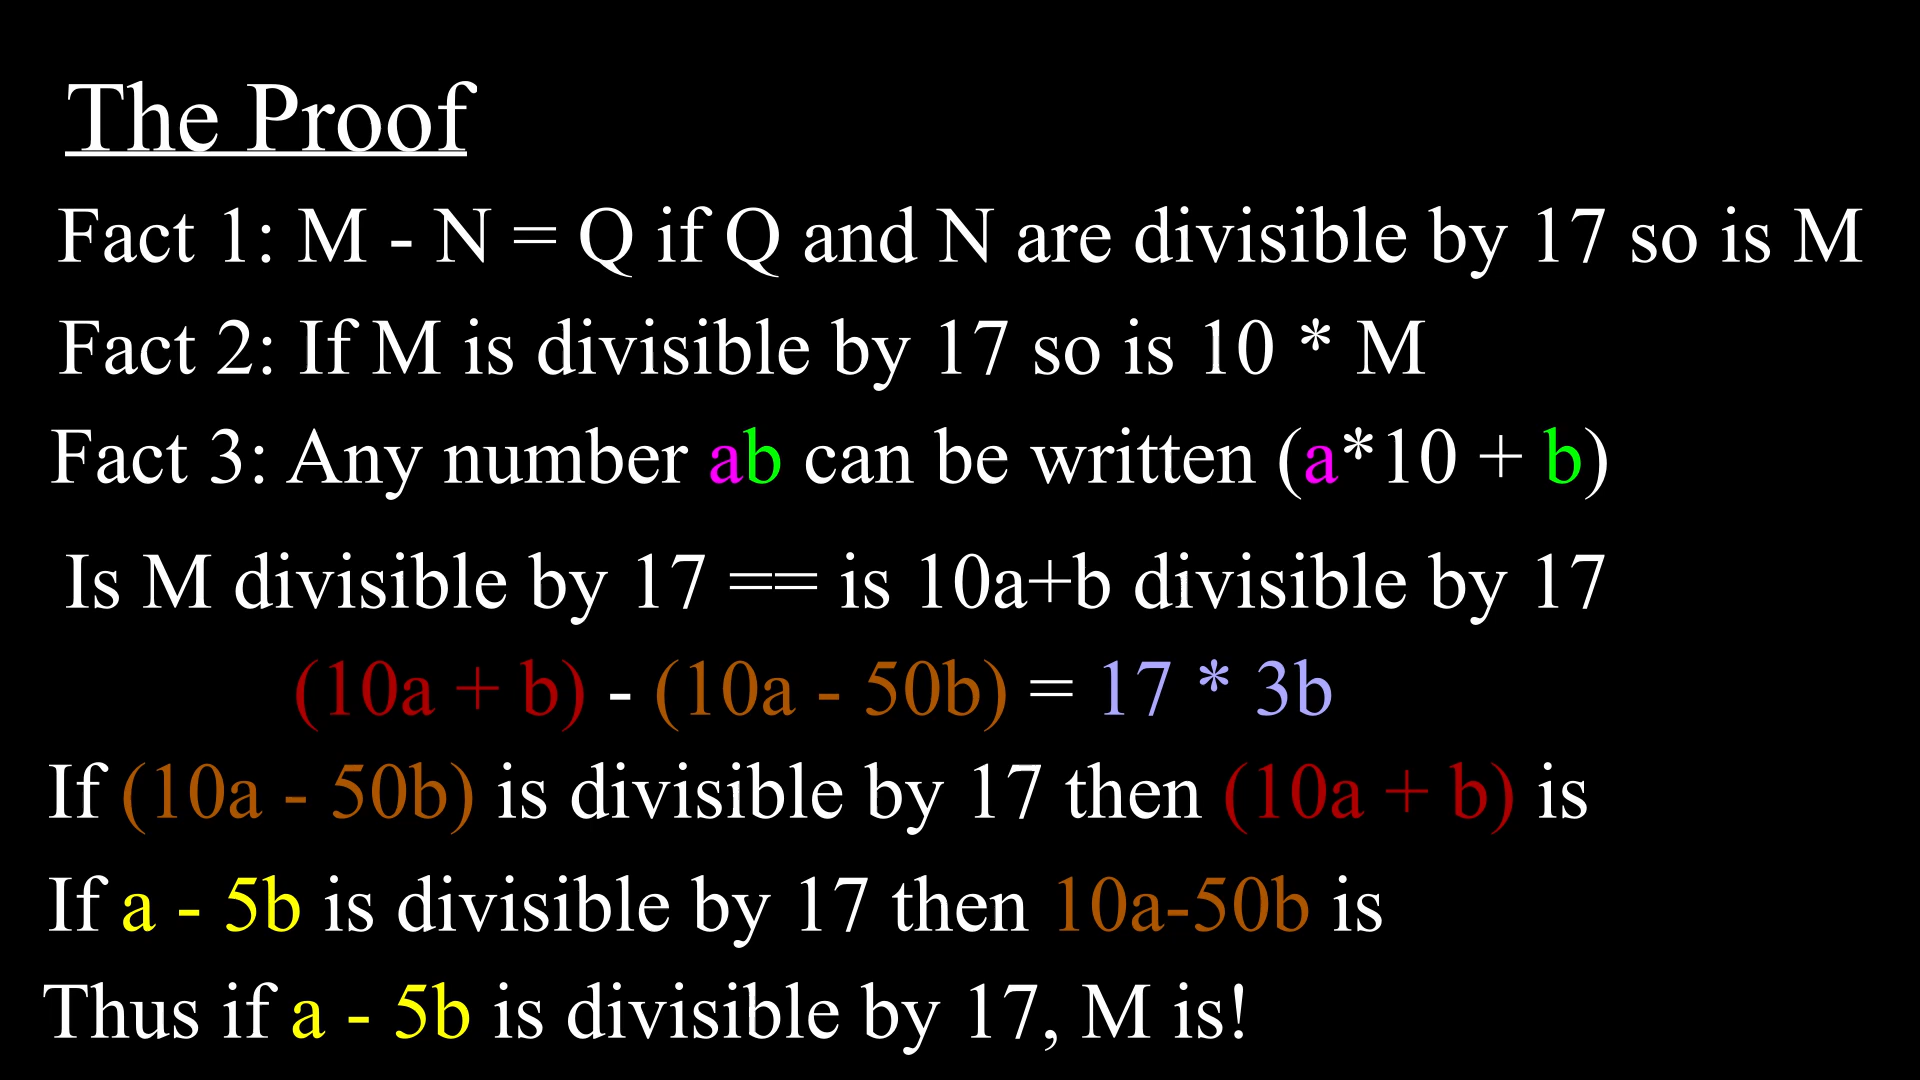 The Proof
Fact 1: M - N = Q if Q and N are divisible by 17 so is M
Fact 2: If M is divisible by 17 so is 10 * M
Fact 3: Any number ab can be written (a*10 + b)
Is M divisible by 17 == is 10a+b divisible by 17
(10a + b) - (10a - 50b) = 17 * 3b
If (10a - 50b) is divisible by 17 then (10a + b) is
If a - 5b is divisible by 17 then 10a-50b is
Thus if a - 5b is divisible by 17, M is!